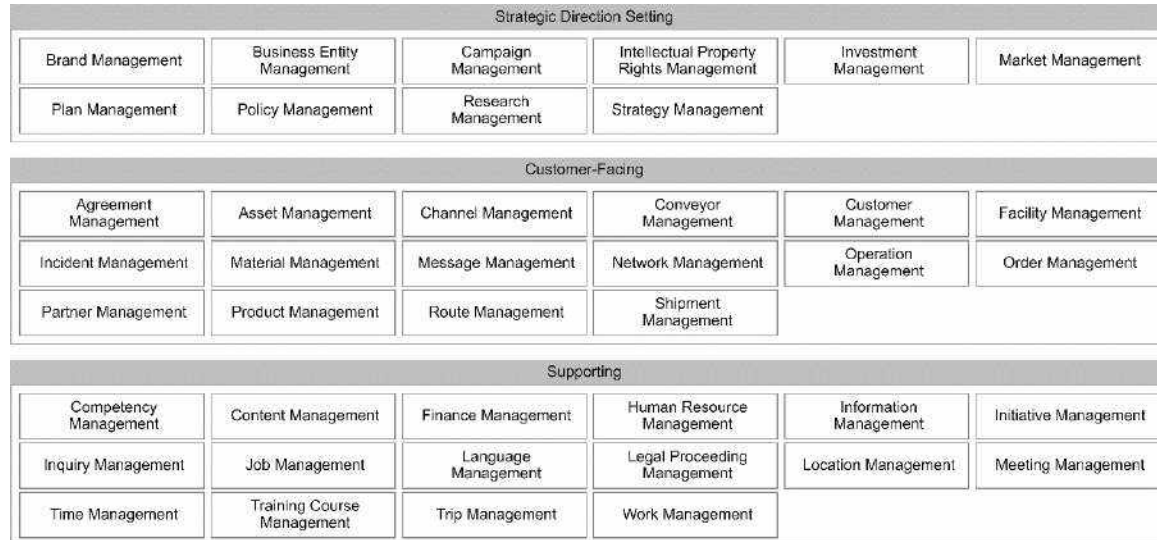 Strategic Direction Setting
Brand Management
Business Entity
Management
Campaign
Management
Intellectual Property
Rights Management
Investment
Management
Market Management
Plan Management
Policy Management
Research
Management
Strategy Management
Customer-Facing
Agreement
Management
Asset Management
Channel Management
Conveyor
Management
Customer
Management
Facility Management
Incident Management
Material Management
Message Management
Network Management
Operation
Management
Order Management
Partner Management
Product Management
Route Management
Shipment
Management
Supporting
Competency
Management
Content Management
Finance Management
Human Resource
Management
Information
Management
Initiative Management
Inquiry Management
Job Management
Language
Management
Legal Proceeding
Management
Location Management
Meeting Management
Time Management
Training Course
Management
Trip Management
Work Management